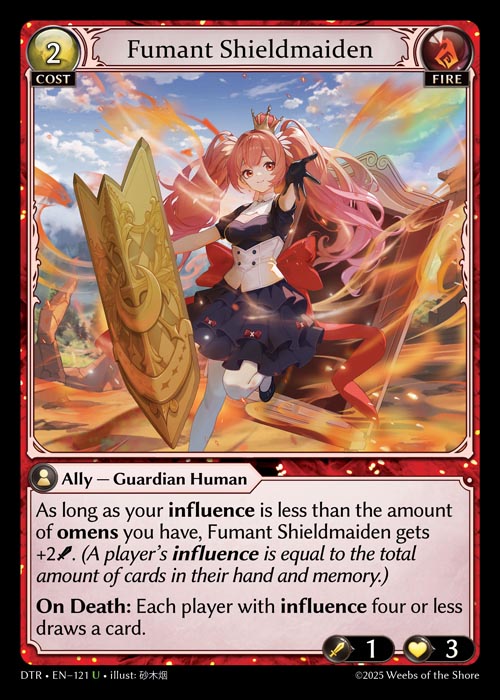 2
COST
Fumant Shieldmaiden
FIRE
Ally — Guardian Human
As long as your influence is less than the amount
of omens you have, Fumant Shieldmaiden gets
+2. (A player's influence is equal to the total
amount of cards in their hand and memory.)
On Death: Each player with influence four or less
draws a card.
1
3
DTR • EN–121 U • illust: 砂木烟
©2025 Weebs of the Shore